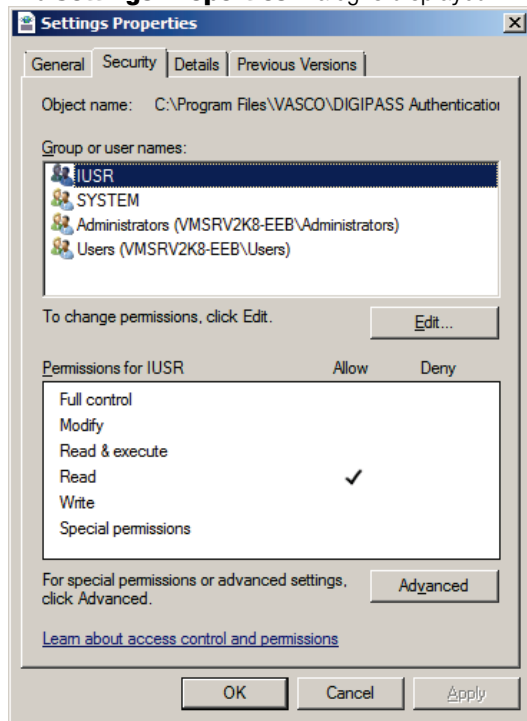 Settings Properties
General Security Details Previous Versions
Object name: C:\Program Files\VASCO\DIGIPASS Authentication
Group or user names:
IUSR
SYSTEM
Administrators (VMSRV2K8-EEB\Administrators)
Users (VMSRV2K8-EEB\Users)
To change permissions, click Edit.
Edit...
Permissions for IUSR Allow Deny
Full control
Modify
Read & execute
Read
Write
Special permissions
For special permissions or advanced settings,
click Advanced.
Advanced
Learn about access control and permissions
OK Cancel Apply